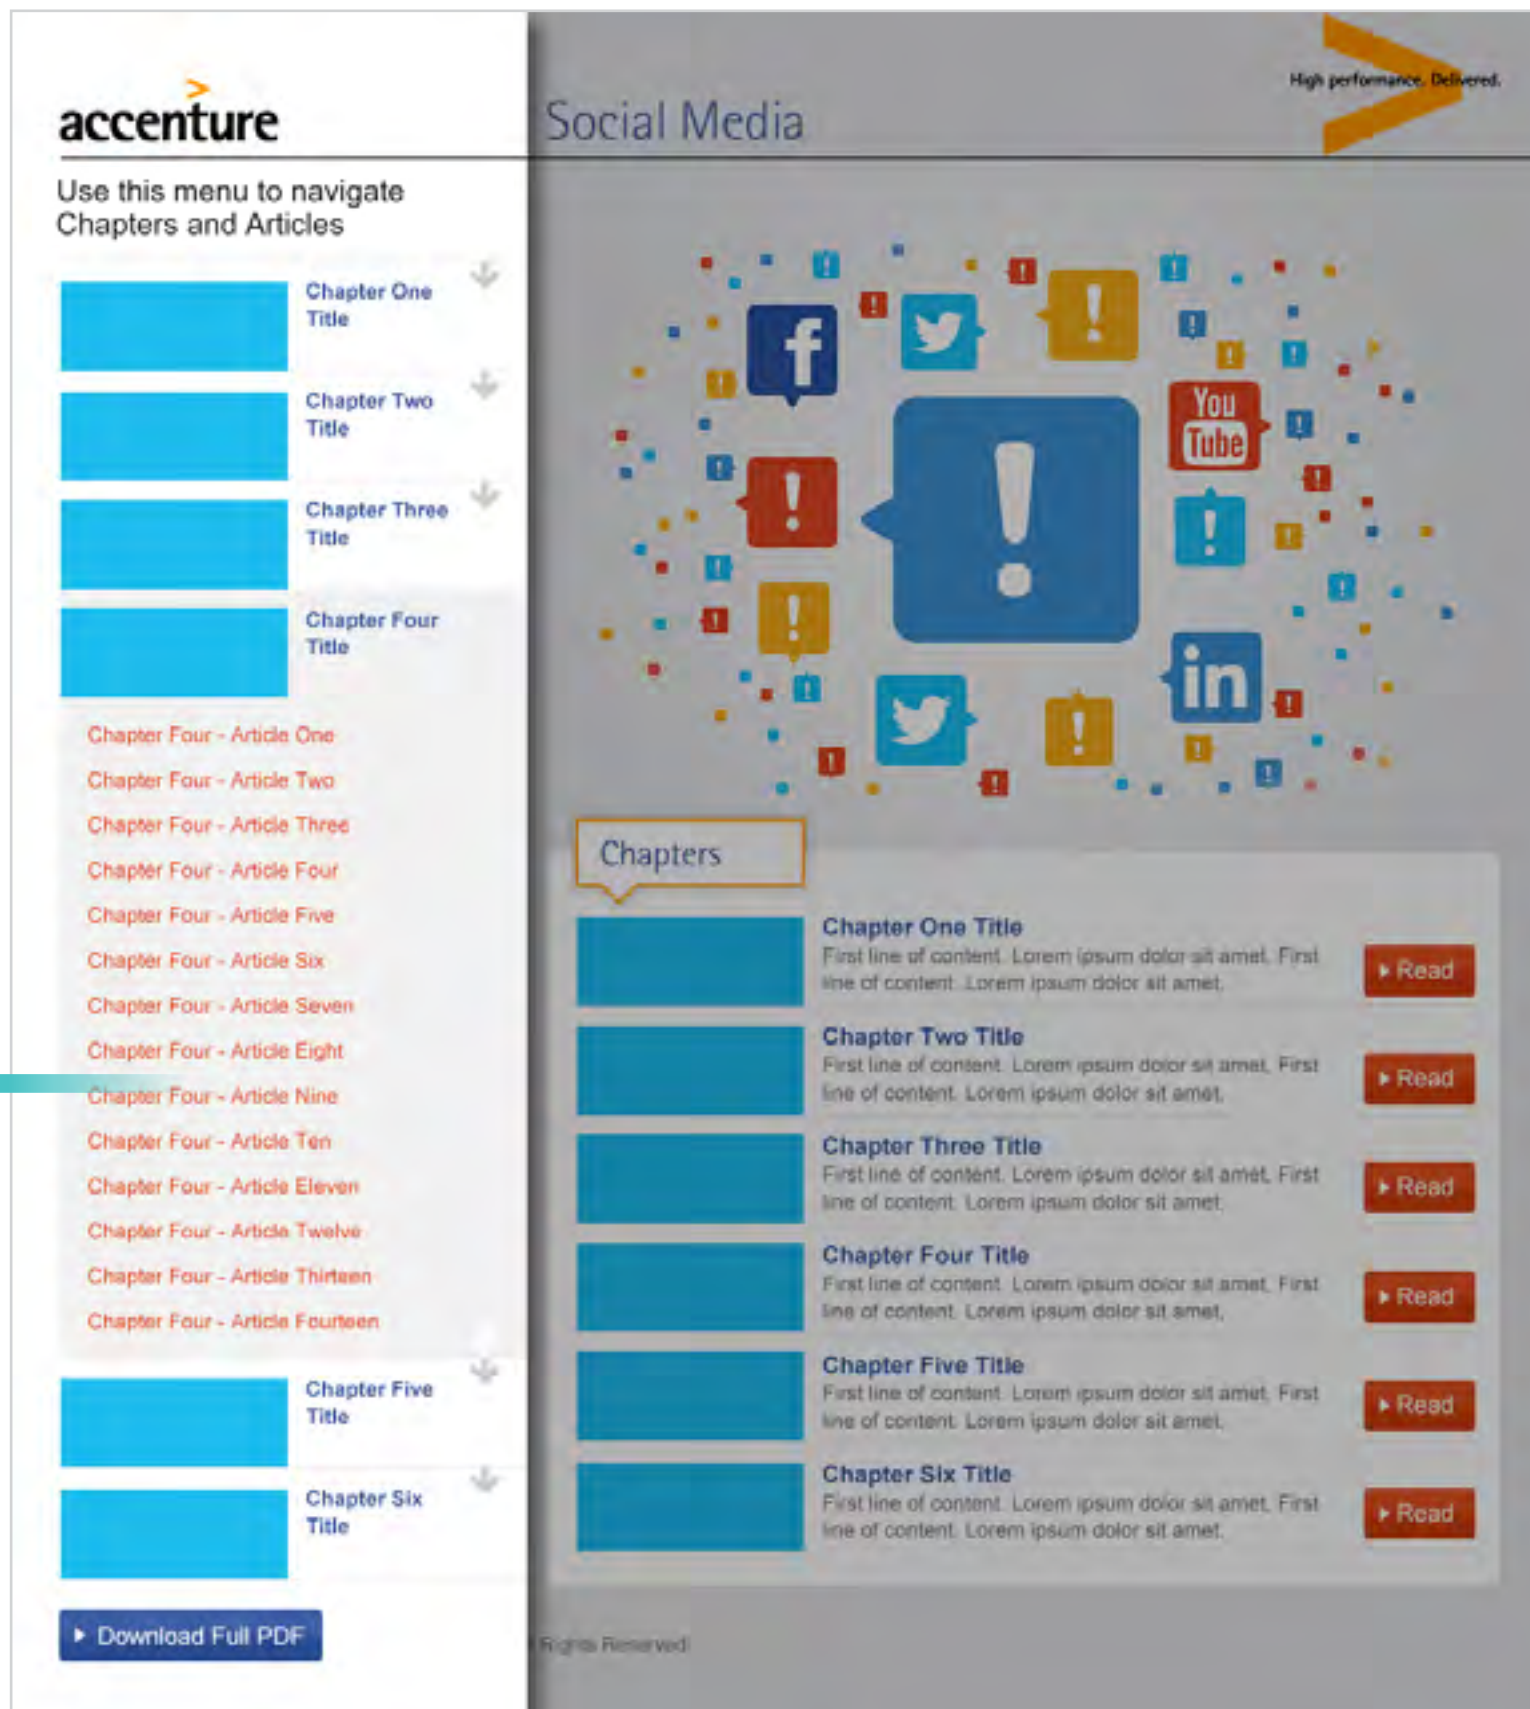 accenture
Use this menu to navigate
Chapters and Articles
Chapter One
Title
Chapter Two
Title
Chapter Three
Title
Chapter Four
Title
Chapter Four - Article One
Chapter Four - Article Two
Chapter Four - Article Three
Chapter Four - Article Four
Chapter Four - Article Five
Chapter Four - Article Six
Chapter Four - Article Seven
Chapter Four - Article Eight
Chapter Four - Article Nine
Chapter Four - Article Ten
Chapter Four - Article Eleven
Chapter Four - Article Twelve
Chapter Four - Article Thirteen
Chapter Four - Article Fourteen
Chapter Five
Title
Chapter Six
Title
Download Full PDF
Social Media
High performance. Delivered.
f
You
Tube
in
Chapters
Chapter One Title
First line of content. Lorem ipsum dolor sit amet, First
line of content. Lorem ipsum dolor sit amet,
Read
Chapter Two Title
First line of content. Lorem ipsum dolor sit amet, First
line of content. Lorem ipsum dolor sit amet,
Read
Chapter Three Title
First line of content. Lorem ipsum dolor sit amet, First
line of content. Lorem ipsum dolor sit amet,
Read
Chapter Four Title
First line of content. Lorem ipsum dolor sit amet, First
line of content. Lorem ipsum dolor sit amet,
Read
Chapter Five Title
First line of content. Lorem ipsum dolor sit amet, First
line of content. Lorem ipsum dolor sit amet,
Read
Chapter Six Title
First line of content. Lorem ipsum dolor sit amet, First
line of content. Lorem ipsum dolor sit amet,
Read
Rights Reserved